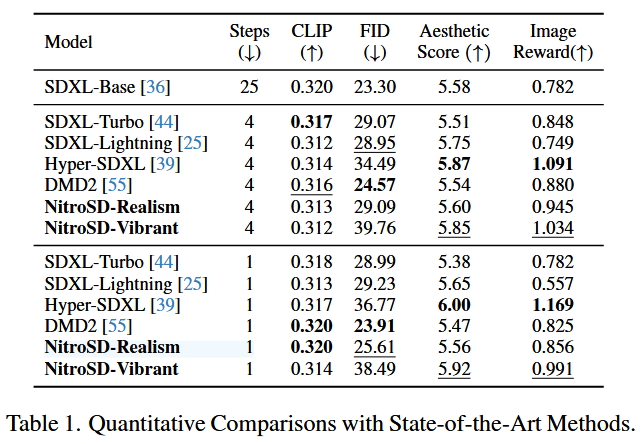 Model Steps (↓) CLIP (↑) FID (↓) Aesthetic Score (↑) Image Reward(↑)
SDXL-Base [36] 25 0.320 23.30 5.58 0.782
SDXL-Turbo [44] 4 0.317 29.07 5.51 0.848
SDXL-Lightning [25] 4 0.312 28.95 5.75 0.749
Hyper-SDXL [39] 4 0.314 34.49 5.87 1.091
DMD2 [55] 4 0.316 24.57 5.54 0.880
NitroSD-Realism 4 0.313 29.09 5.60 0.945
NitroSD-Vibrant 4 0.312 39.76 5.85 1.034
SDXL-Turbo [44] 1 0.318 28.99 5.38 0.782
SDXL-Lightning [25] 1 0.313 29.23 5.65 0.557
Hyper-SDXL [39] 1 0.317 36.77 6.00 1.169
DMD2 [55] 1 0.320 23.91 5.47 0.825
NitroSD-Realism 1 0.320 25.61 5.56 0.856
NitroSD-Vibrant 1 0.314 38.49 5.92 0.991
Table 1. Quantitative Comparisons with State-of-the-Art Methods.